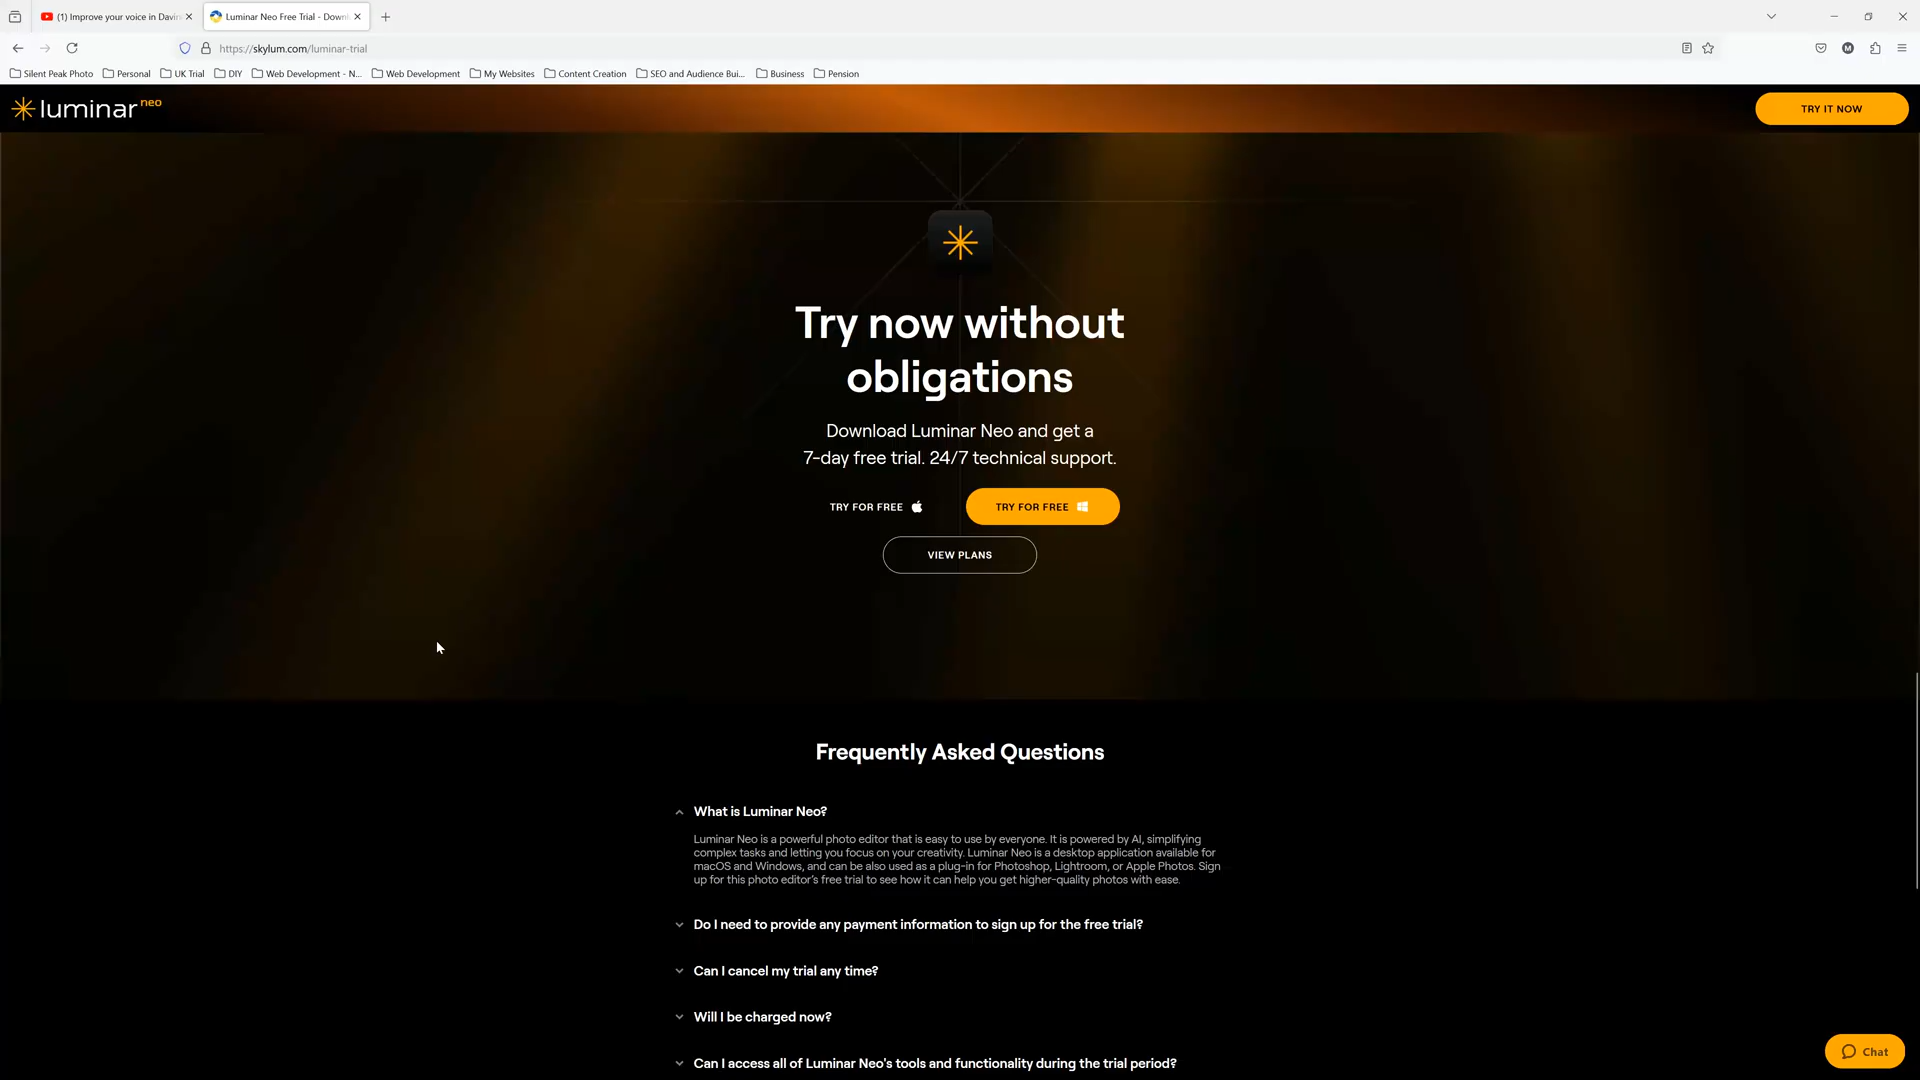 (1) Improve your voice in Davin
Luminar Neo Free Trial - Down
https://skylum.com/luminar-trial
Silent Peak Photo
Personal
UK Trial
DIY
Web Development - N...
Web Development
My Websites
Content Creation
SEO and Audience Bui...
Business
Pension
luminar neo
TRY IT NOW
Try now without
obligations
Download Luminar Neo and get a
7-day free trial. 24/7 technical support.
TRY FOR FREE
TRY FOR FREE
VIEW PLANS
Frequently Asked Questions
What is Luminar Neo?
Luminar Neo is a powerful photo editor that is easy to use by everyone. It is powered by AI, simplifying
complex tasks and letting you focus on your creativity. Luminar Neo is a desktop application available for
macOS and Windows, and can be also used as a plug-in for Photoshop, Lightroom, or Apple Photos. Sign
up for this photo editor's free trial to see how it can help you get higher-quality photos with ease.
Do I need to provide any payment information to sign up for the free trial?
Can I cancel my trial any time?
Will I be charged now?
Can I access all of Luminar Neo's tools and functionality during the trial period?
Chat